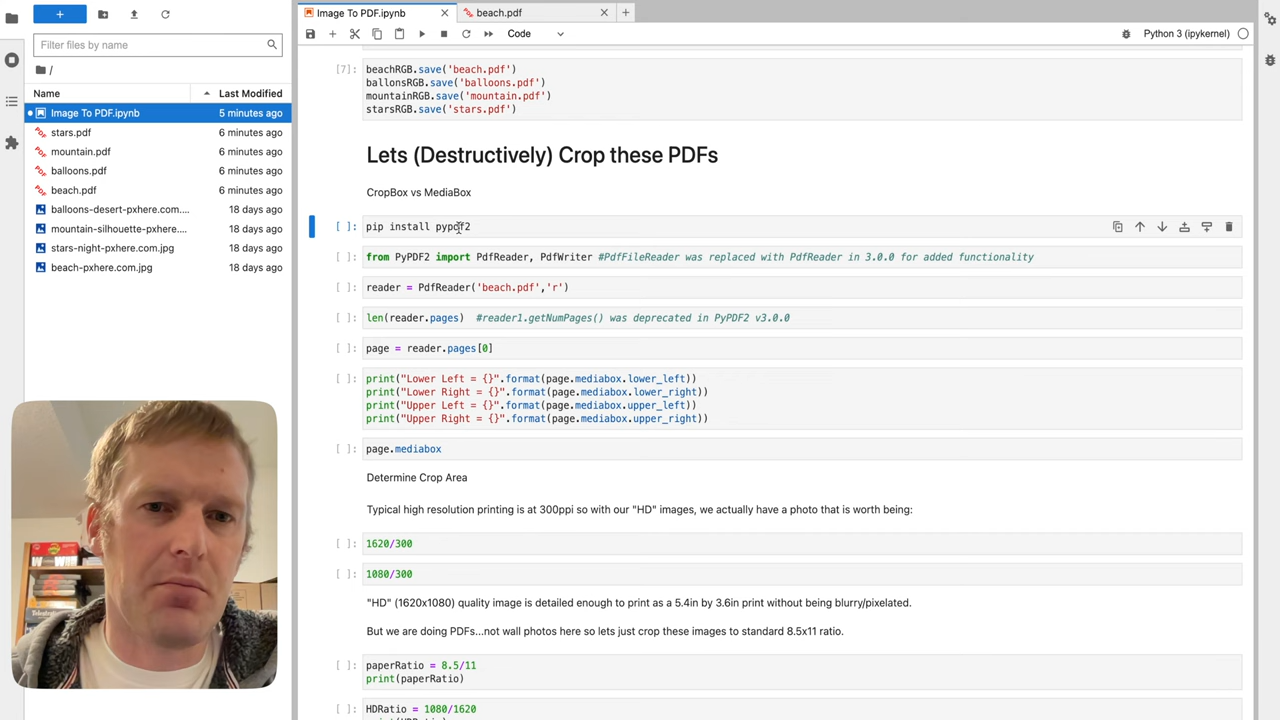 Image To PDF.ipynb
beach.pdf
Filter files by name
Code
Python 3 (ipykernel)
/
Name
Last Modified
Image To PDF.ipynb 5 minutes ago
stars.pdf 6 minutes ago
mountain.pdf 6 minutes ago
balloons.pdf 6 minutes ago
beach.pdf 6 minutes ago
balloons-desert-pxhere.com.... 18 days ago
mountain-silhouette-pxhere.... 18 days ago
stars-night-pxhere.com.jpg 18 days ago
beach-pxhere.com.jpg 18 days ago
[7]: beachRGB.save('beach.pdf')
ballonsRGB.save('balloons.pdf')
mountainRGB.save('mountain.pdf')
starsRGB.save('stars.pdf')
Lets (Destructively) Crop these PDFs
CropBox vs MediaBox
[ ]: pip install pypdf2
[ ]: from PyPDF2 import PdfReader, PdfWriter #PdfFileReader was replaced with PdfReader in 3.0.0 for added functionality
[ ]: reader = PdfReader('beach.pdf','r')
[ ]: len(reader.pages)  #reader1.getNumPages() was deprecated in PyPDF2 v3.0.0
[ ]: page = reader.pages[0]
[ ]: print("Lower Left = {}".format(page.mediabox.lower_left))
print("Lower Right = {}".format(page.mediabox.lower_right))
print("Upper Left = {}".format(page.mediabox.upper_left))
print("Upper Right = {}".format(page.mediabox.upper_right))
[ ]: page.mediabox
Determine Crop Area
Typical high resolution printing is at 300ppi so with our "HD" images, we actually have a photo that is worth being:
[ ]: 1620/300
[ ]: 1080/300
"HD" (1620x1080) quality image is detailed enough to print as a 5.4in by 3.6in print without being blurry/pixelated.
But we are doing PDFs...not wall photos here so lets just crop these images to standard 8.5x11 ratio.
[ ]: paperRatio = 8.5/11
print(paperRatio)
[ ]: HDRatio = 1080/1620